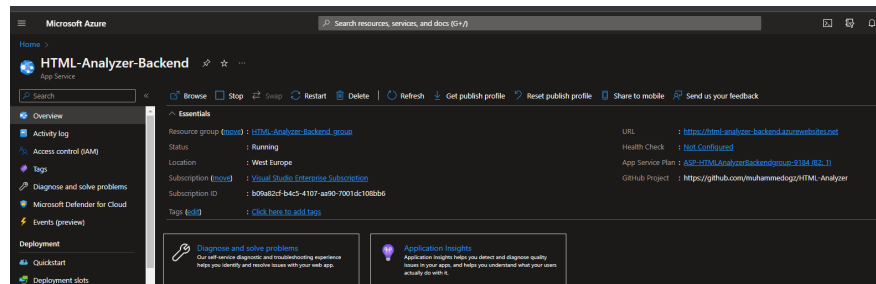 Microsoft Azure
Search resources, services, and docs (G+/)
Home >
HTML-Analyzer-Backend
App Service
Search
Browse Stop Swap Restart Delete Refresh Get publish profile Reset publish profile Share to mobile Send us your feedback
Overview
Activity log
Access control (IAM)
Tags
Diagnose and solve problems
Microsoft Defender for Cloud
Events (preview)
Deployment
Quickstart
Deployment slots
Essentials
Resource group (move) : HTML-Analyzer-Backend_group
Status : Running
Location : West Europe
Subscription (move) : Visual Studio Enterprise Subscription
Subscription ID : b09a82cf-b4c5-4107-aa90-7001dc108bb6
Tags (edit) : Click here to add tags
URL : https://html-analyzer-backend.azurewebsites.net
Health Check : Not Configured
App Service Plan : ASP-HTMLAnalyzerBackendgroup-9184 (B2: 1)
GitHub Project : https://github.com/muhammedogz/HTML-Analyzer
Diagnose and solve problems
Our self-service diagnostic and troubleshooting experience
helps you identify and resolve issues with your web app.
Application Insights
Application Insights helps you detect and diagnose quality
issues in your apps, and helps you understand what your users
actually do with it.